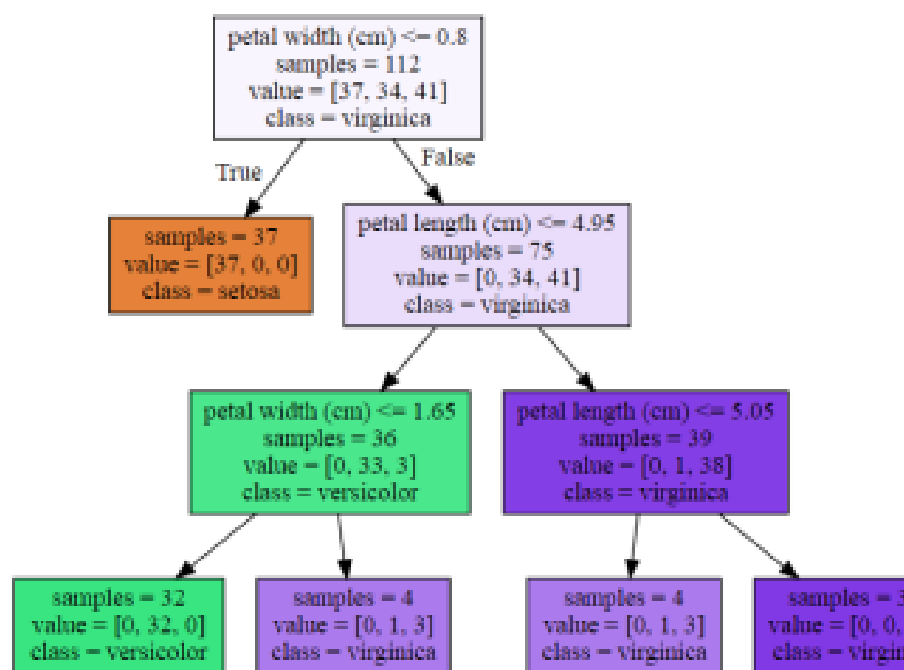 petal width (cm) <= 0.8
samples = 112
value = [37, 34, 41]
class = virginica
True
False
samples = 37
value = [37, 0, 0]
class = setosa
petal length (cm) <= 4.95
samples = 75
value = [0, 34, 41]
class = virginica
petal width (cm) <= 1.65
samples = 36
value = [0, 33, 3]
class = versicolor
petal length (cm) <= 5.05
samples = 39
value = [0, 1, 38]
class = virginica
samples = 32
value = [0, 32, 0]
class = versicolor
samples = 4
value = [0, 1, 3]
class = virginica
samples = 4
value = [0, 1, 3]
class = virginica
samples = 3
value = [0, 0,
class =